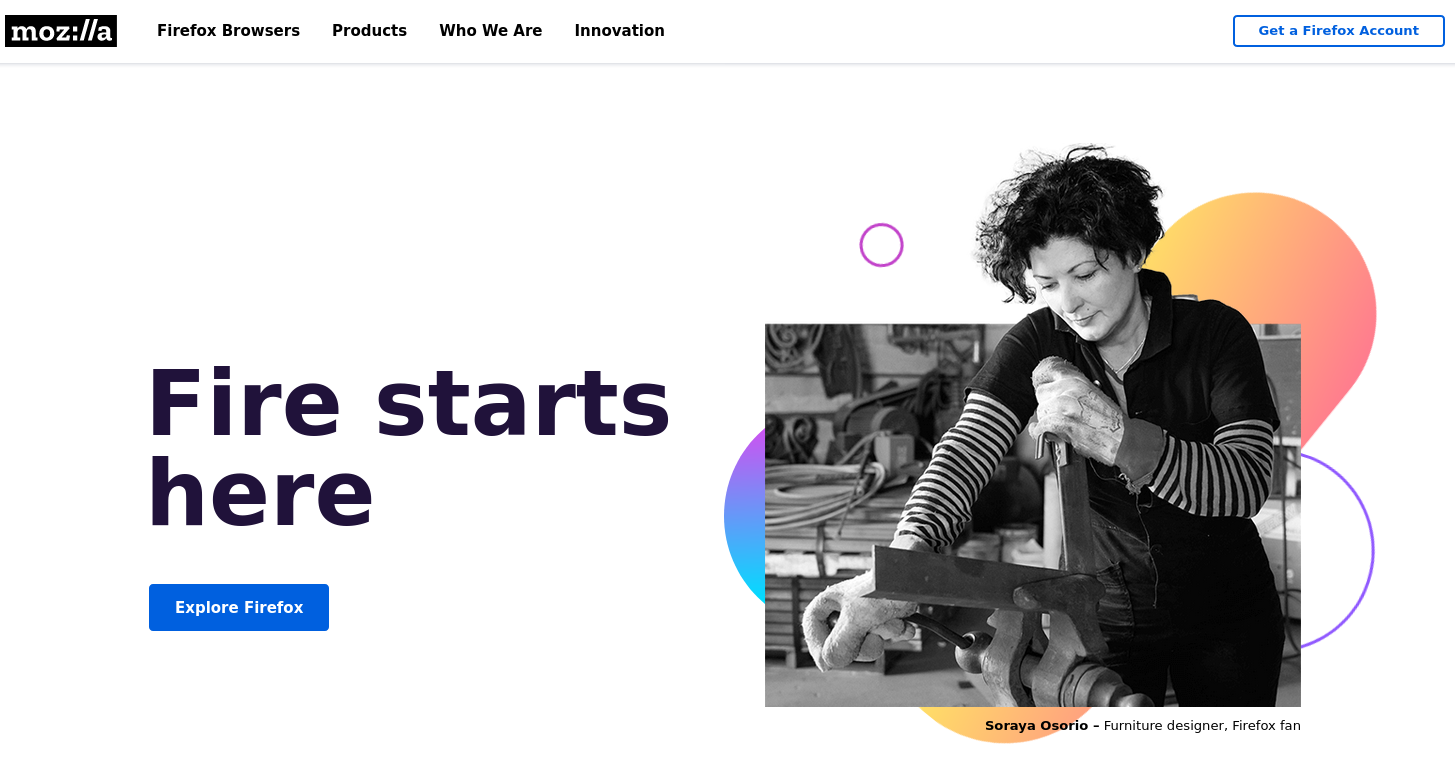 moz://a
Firefox Browsers
Products
Who We Are
Innovation
Get a Firefox Account
Fire starts
here
Explore Firefox
Soraya Osorio – Furniture designer, Firefox fan